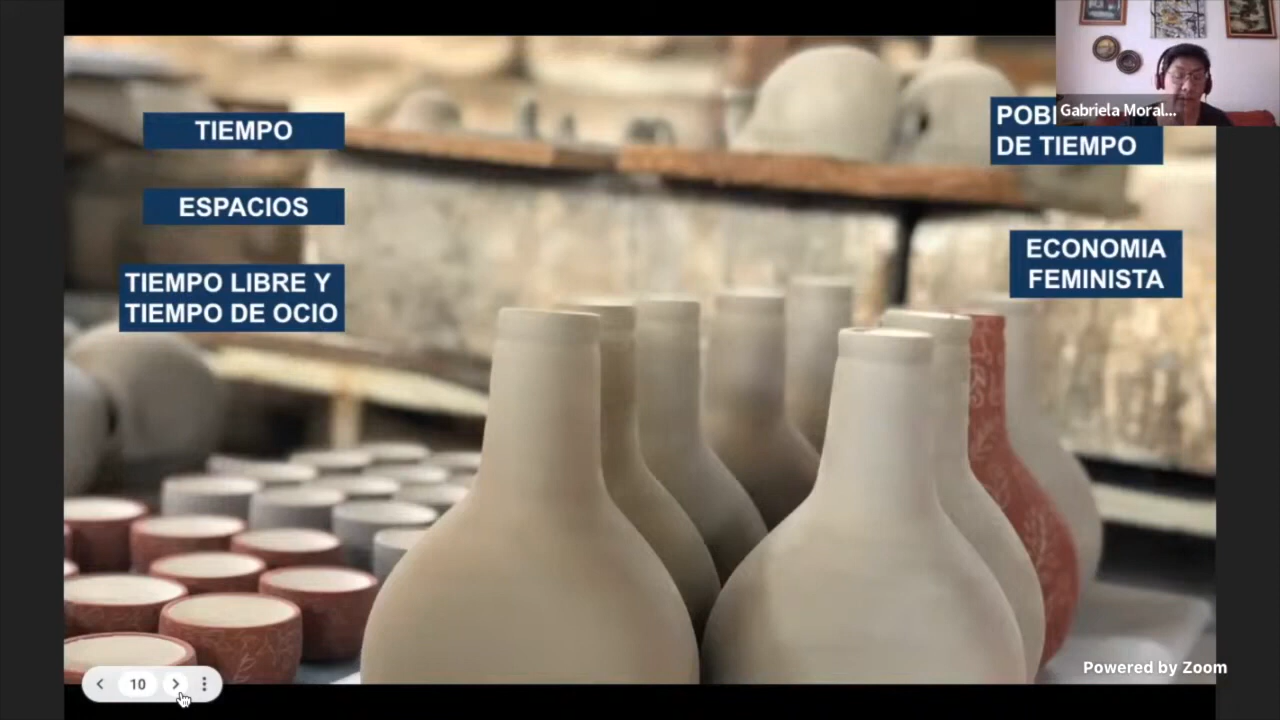 TIEMPO
ESPACIOS
TIEMPO LIBRE Y
TIEMPO DE OCIO
Gabriela Moral...
DE TIEMPO
ECONOMIA
FEMINISTA
10
Powered by Zoom